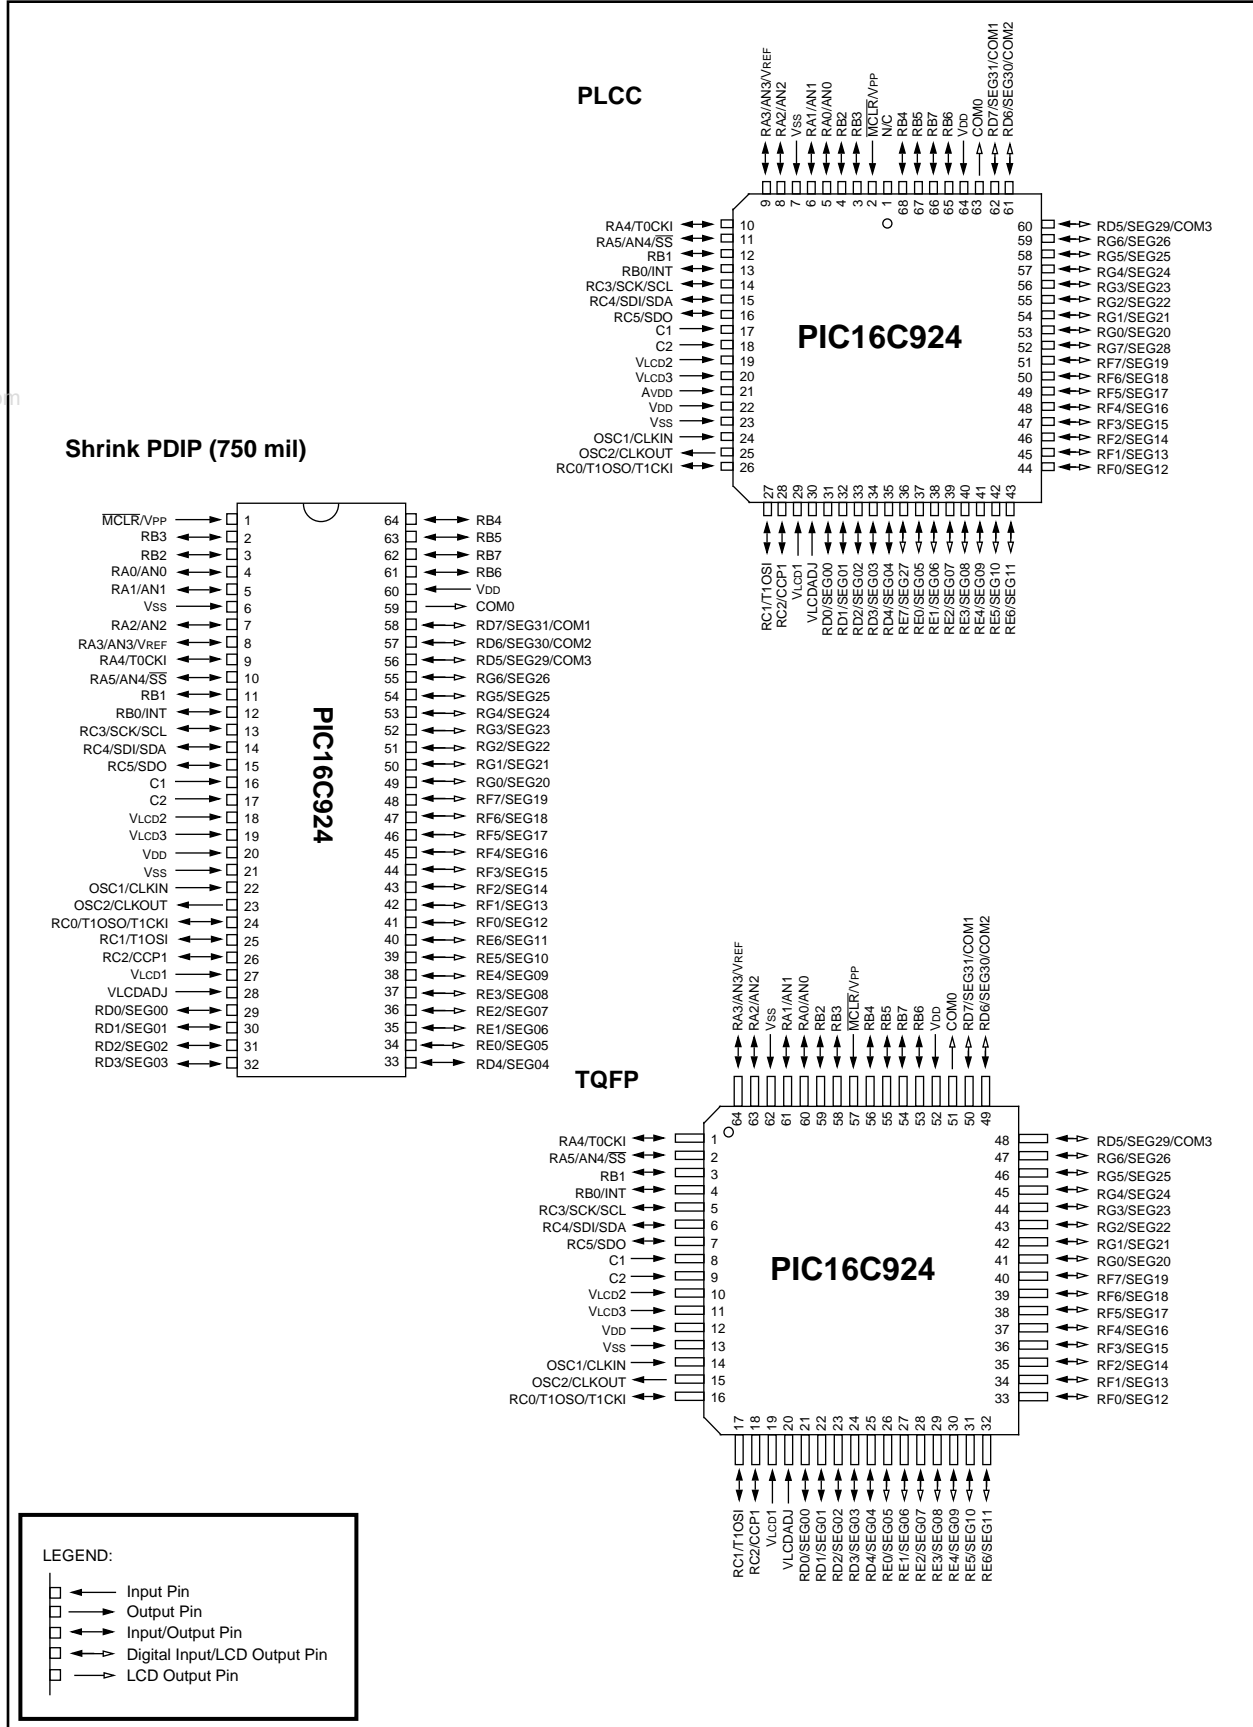 PLCC
RA3/AN3/VREF
RA2/AN2
VSS
RA1/AN1
RA0/AN0
RB2
RB3
MCLR/VPP
N/C
RB4
RB5
RB7
RB6
VDD
COM0
RD7/SEG31/COM1
RD6/SEG30/COM2
9 8 7 6 5 4 3 2 1 68 67 66 65 64 63 62 61
RA4/T0CKI 10
RA5/AN4/SS 11
RB1 12
RB0/INT 13
RC3/SCK/SCL 14
RC4/SDI/SDA 15
RC5/SDO 16
C1 17
C2 18
VLCD2 19
VLCD3 20
AVDD 21
VDD 22
VSS 23
OSC1/CLKIN 24
OSC2/CLKOUT 25
RC0/T1OSO/T1CKI 26
PIC16C924
60 RD5/SEG29/COM3
59 RG6/SEG26
58 RG5/SEG25
57 RG4/SEG24
56 RG3/SEG23
55 RG2/SEG22
54 RG1/SEG21
53 RG0/SEG20
52 RG7/SEG28
51 RF7/SEG19
50 RF6/SEG18
49 RF5/SEG17
48 RF4/SEG16
47 RF3/SEG15
46 RF2/SEG14
45 RF1/SEG13
44 RF0/SEG12
27 28 29 30 31 32 33 34 35 36 37 38 39 40 41 42 43
RC1/T1OSI
RC2/CCP1
VLCD1
VLCDADJ
RD0/SEG00
RD1/SEG01
RD2/SEG02
RD3/SEG03
RD4/SEG04
RE7/SEG27
RE0/SEG05
RE1/SEG06
RE2/SEG07
RE3/SEG08
RE4/SEG09
RE5/SEG10
RE6/SEG11
om
Shrink PDIP (750 mil)
MCLR/VPP 1
RB3 2
RB2 3
RA0/AN0 4
RA1/AN1 5
VSS 6
RA2/AN2 7
RA3/AN3/VREF 8
RA4/T0CKI 9
RA5/AN4/SS 10
RB1 11
RB0/INT 12
RC3/SCK/SCL 13
RC4/SDI/SDA 14
RC5/SDO 15
C1 16
C2 17
VLCD2 18
VLCD3 19
VDD 20
VSS 21
OSC1/CLKIN 22
OSC2/CLKOUT 23
RC0/T1OSO/T1CKI 24
RC1/T1OSI 25
RC2/CCP1 26
VLCD1 27
VLCDADJ 28
RD0/SEG00 29
RD1/SEG01 30
RD2/SEG02 31
RD3/SEG03 32
PIC16C924
64 RB4
63 RB5
62 RB7
61 RB6
60 VDD
59 COM0
58 RD7/SEG31/COM1
57 RD6/SEG30/COM2
56 RD5/SEG29/COM3
55 RG6/SEG26
54 RG5/SEG25
53 RG4/SEG24
52 RG3/SEG23
51 RG2/SEG22
50 RG1/SEG21
49 RG0/SEG20
48 RF7/SEG19
47 RF6/SEG18
46 RF5/SEG17
45 RF4/SEG16
44 RF3/SEG15
43 RF2/SEG14
42 RF1/SEG13
41 RF0/SEG12
40 RE6/SEG11
39 RE5/SEG10
38 RE4/SEG09
37 RE3/SEG08
36 RE2/SEG07
35 RE1/SEG06
34 RE0/SEG05
33 RD4/SEG04
TQFP
RA3/AN3/VREF
RA2/AN2
VSS
RA1/AN1
RA0/AN0
RB2
RB3
MCLR/VPP
RB4
RB5
RB7
RB6
VDD
COM0
RD7/SEG31/COM1
RD6/SEG30/COM2
64 63 62 61 60 59 58 57 56 55 54 53 52 51 50 49
RA4/T0CKI 1
RA5/AN4/SS 2
RB1 3
RB0/INT 4
RC3/SCK/SCL 5
RC4/SDI/SDA 6
RC5/SDO 7
C1 8
C2 9
VLCD2 10
VLCD3 11
VDD 12
VSS 13
OSC1/CLKIN 14
OSC2/CLKOUT 15
RC0/T1OSO/T1CKI 16
PIC16C924
48 RD5/SEG29/COM3
47 RG6/SEG26
46 RG5/SEG25
45 RG4/SEG24
44 RG3/SEG23
43 RG2/SEG22
42 RG1/SEG21
41 RG0/SEG20
40 RF7/SEG19
39 RF6/SEG18
38 RF5/SEG17
37 RF4/SEG16
36 RF3/SEG15
35 RF2/SEG14
34 RF1/SEG13
33 RF0/SEG12
17 18 19 20 21 22 23 24 25 26 27 28 29 30 31 32
RC1/T1OSI
RC2/CCP1
VLCD1
VLCDADJ
RD0/SEG00
RD1/SEG01
RD2/SEG02
RD3/SEG03
RD4/SEG04
RE0/SEG05
RE1/SEG06
RE2/SEG07
RE3/SEG08
RE4/SEG09
RE5/SEG10
RE6/SEG11
LEGEND:
Input Pin
Output Pin
Input/Output Pin
Digital Input/LCD Output Pin
LCD Output Pin